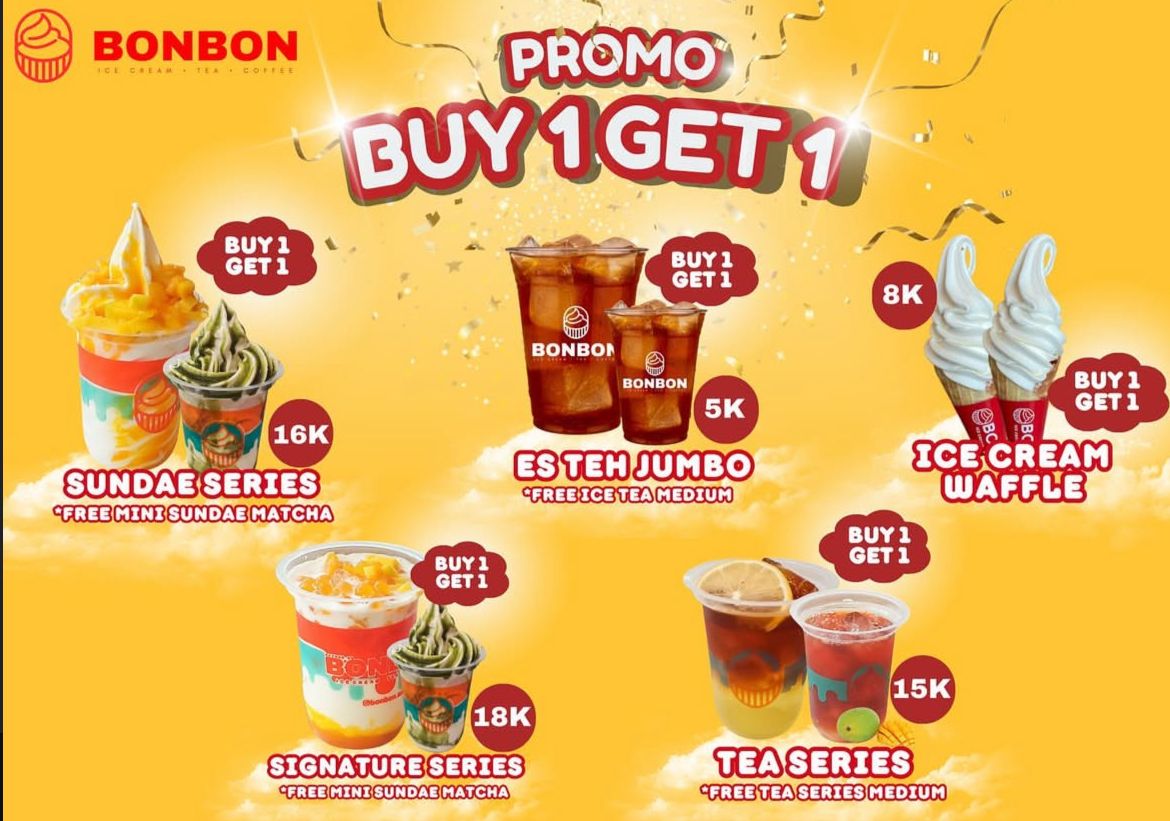 BONBON
ICE CREAM • TEA • COFFEE
PROMO
BUY 1 GET 1
BUY 1
GET 1
16K
SUNDAE SERIES
*FREE MINI SUNDAE MATCHA
BUY 1
GET 1
BONBON
BONBON
5K
ES TEH JUMBO
*FREE ICE TEA MEDIUM
8K
BUY 1
GET 1
ICE CREAM
WAFFLE
BUY 1
GET 1
18K
SIGNATURE SERIES
*FREE MINI SUNDAE MATCHA
BUY 1
GET 1
15K
TEA SERIES
*FREE TEA SERIES MEDIUM